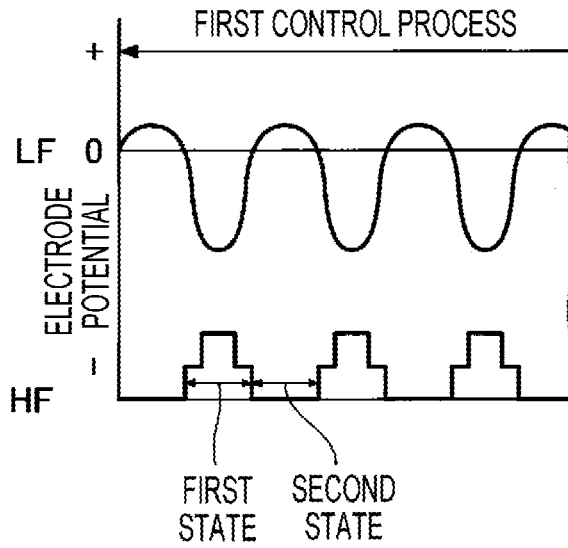 FIRST CONTROL PROCESS
+
LF 0
ELECTRODE
POTENTIAL
-
HF
FIRST
STATE
SECOND
STATE